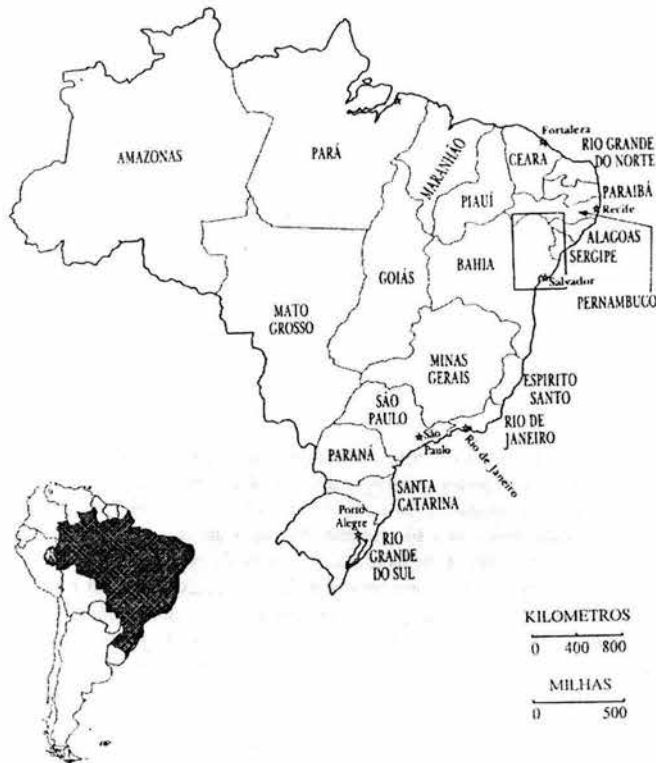 AMAZONAS
PARÁ
MARANHÃO
Fortalera
CEARA
RIO GRANDE
DO NORTE
PARAIBÁ
PIAUÍ
Recife
ALAGOAS
SERGIPE
BAHIA
Salvador
PERNAMBUCO
GOIÁS
MATO
GROSSO
MINAS
GERAIS
ESPIRITO
SANTO
SÃO
PAULO
RIO DE
JANEIRO
São
Paulo
Rio de Janeiro
PARANÁ
SANTA
CATARINA
Porto
Alegre
RIO
GRANDE
DO SUL
KILOMETROS
0 400 800
MILHAS
0 500